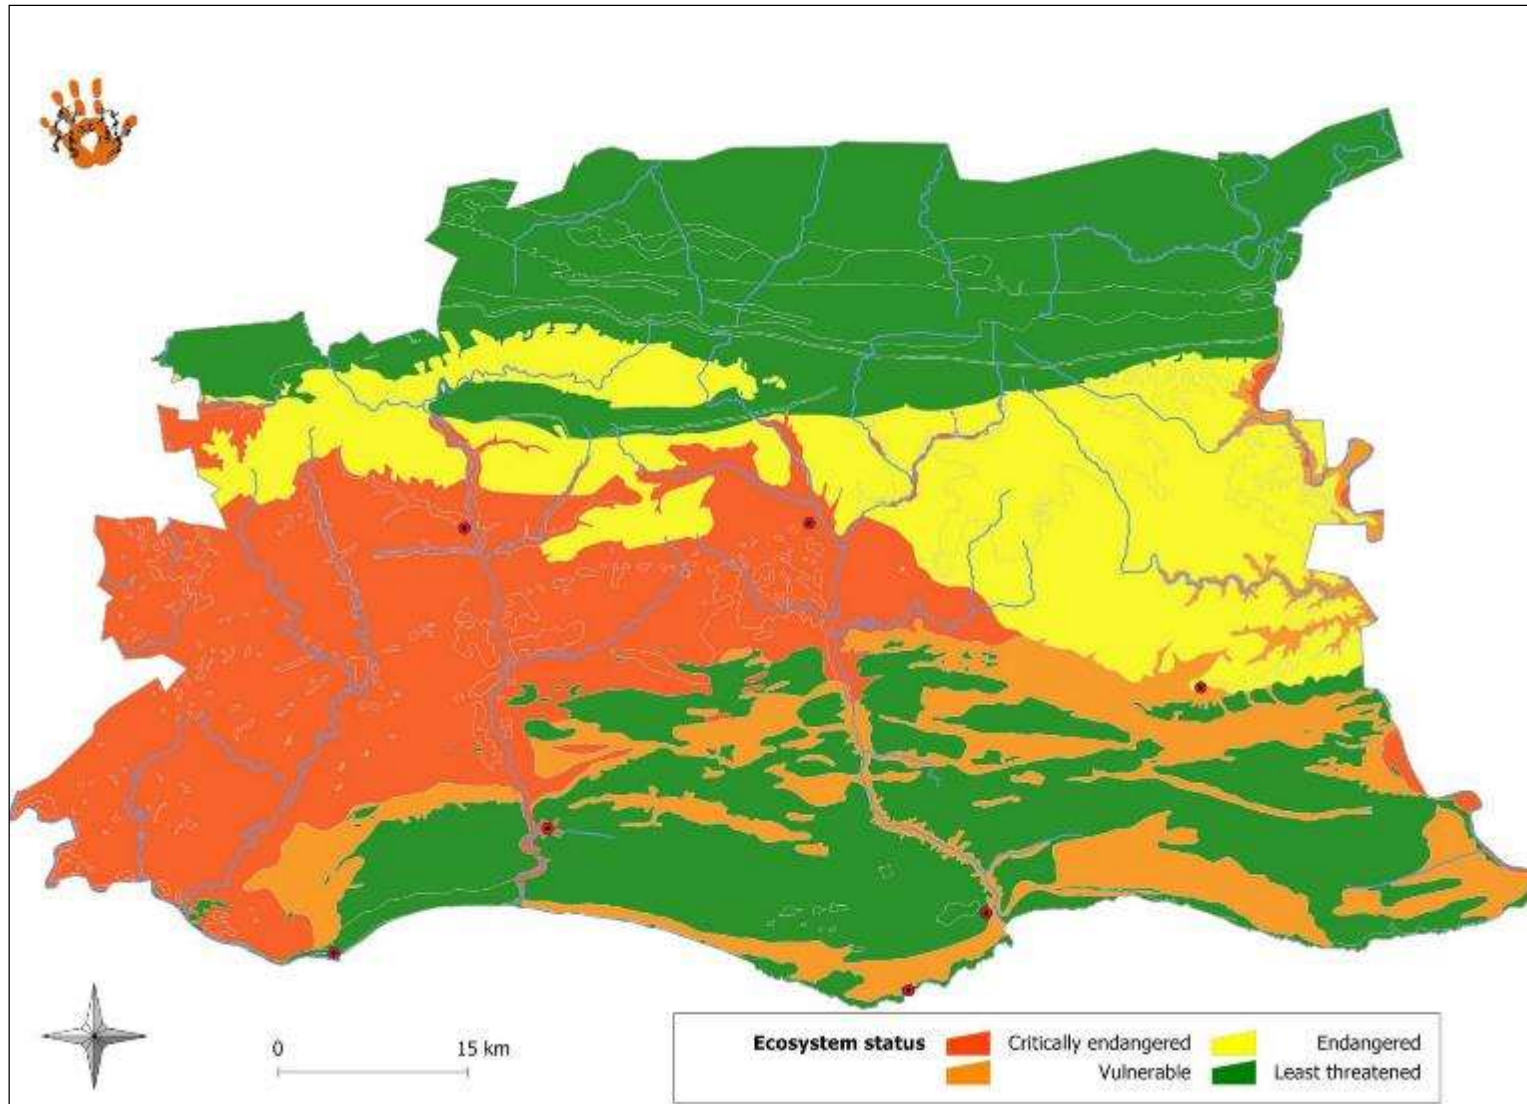 0 15 km
Ecosystem status Critically endangered Endangered
Vulnerable Least threatened